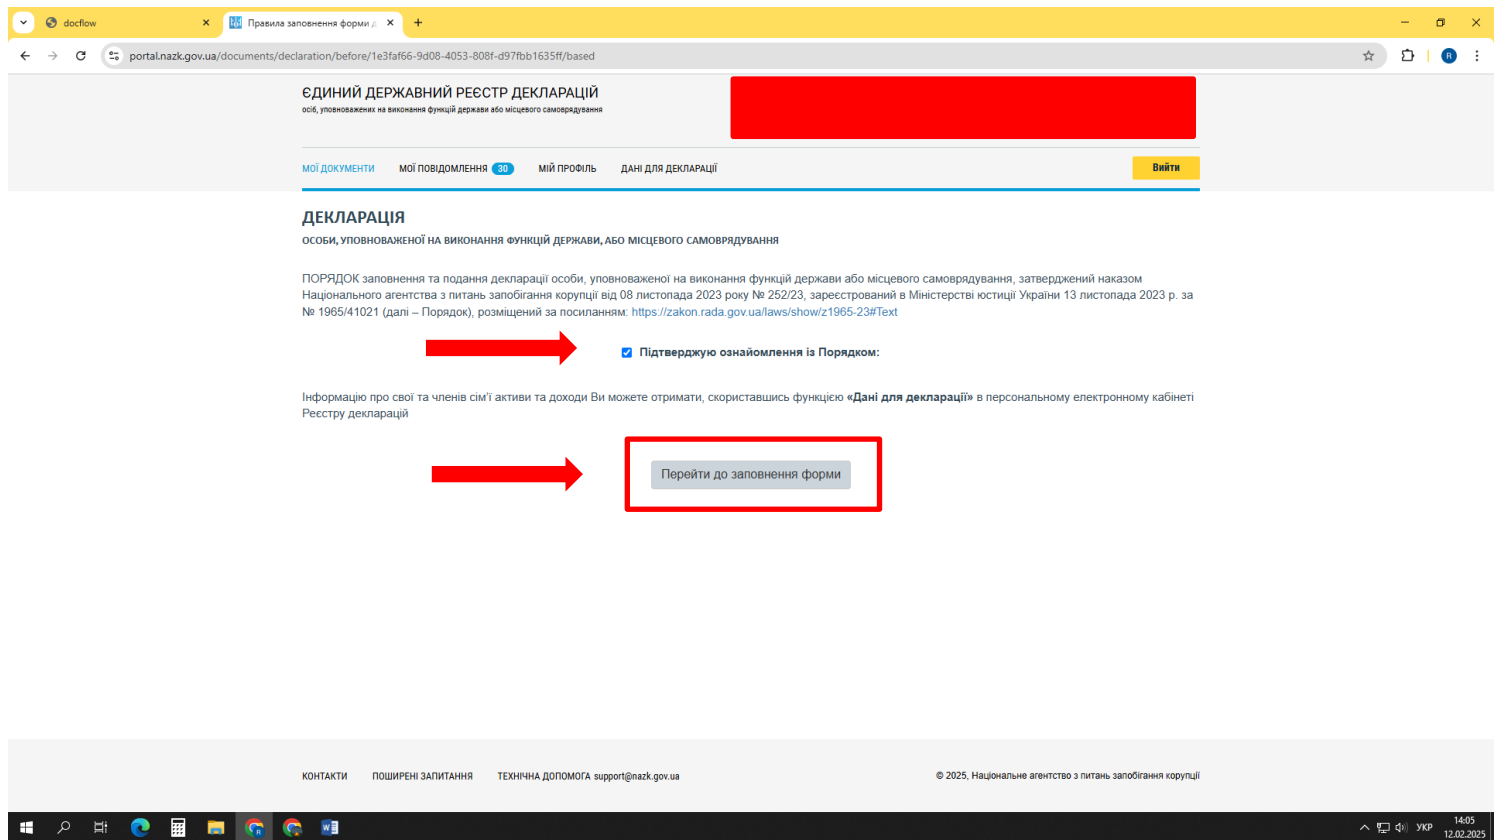 docflow
Правила заповнення форми д
portal.nazk.gov.ua/documents/declaration/before/1e3faf66-9d08-4053-808f-d97fbb1635ff/based
R
ЄДИНИЙ ДЕРЖАВНИЙ РЕЄСТР ДЕКЛАРАЦІЙ
осіб, уповноважених на виконання функцій держави або місцевого самоврядування
МОЇ ДОКУМЕНТИ МОЇ ПОВІДОМЛЕННЯ 30 МІЙ ПРОФІЛЬ ДАНІ ДЛЯ ДЕКЛАРАЦІЇ Вийти
ДЕКЛАРАЦІЯ
ОСОБИ, УПОВНОВАЖЕНОЇ НА ВИКОНАННЯ ФУНКЦІЙ ДЕРЖАВИ, АБО МІСЦЕВОГО САМОВРЯДУВАННЯ
ПОРЯДОК заповнення та подання декларації особи, уповноваженої на виконання функцій держави або місцевого самоврядування, затверджений наказом
Національного агентства з питань запобігання корупції від 08 листопада 2023 року № 252/23, зареєстрований в Міністерстві юстиції України 13 листопада 2023 р. за
№ 1965/41021 (далі – Порядок), розміщений за посиланням: https://zakon.rada.gov.ua/laws/show/z1965-23#Text
Підтверджую ознайомлення із Порядком:
Інформацію про свої та членів сім'ї активи та доходи Ви можете отримати, скориставшись функцією «Дані для декларації» в персональному електронному кабінеті
Реєстру декларацій
Перейти до заповнення форми
КОНТАКТИ ПОШИРЕНІ ЗАПИТАННЯ ТЕХНІЧНА ДОПОМОГА support@nazk.gov.ua © 2025, Національне агентство з питань запобігання корупції
УКР 14:05
12.02.2025